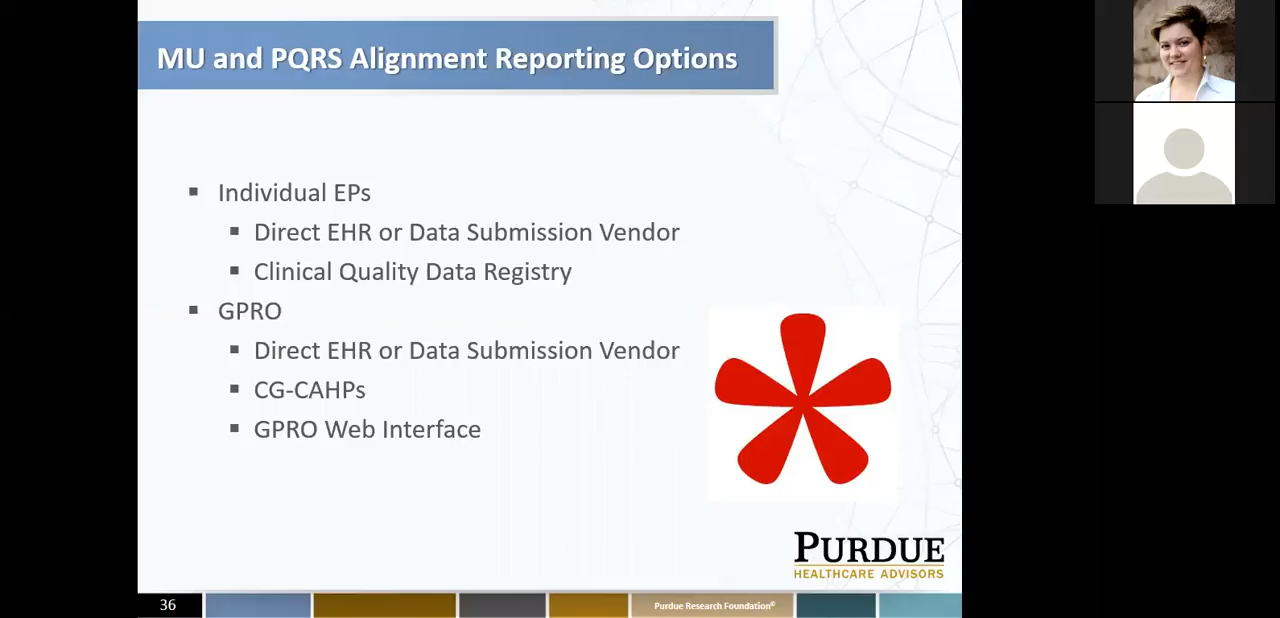 MU and PQRS Alignment Reporting Options
Individual EPs
Direct EHR or Data Submission Vendor
Clinical Quality Data Registry
GPRO
Direct EHR or Data Submission Vendor
CG-CAHPs
GPRO Web Interface
PURDUE
HEALTHCARE ADVISORS
36
Purdue Research Foundation©